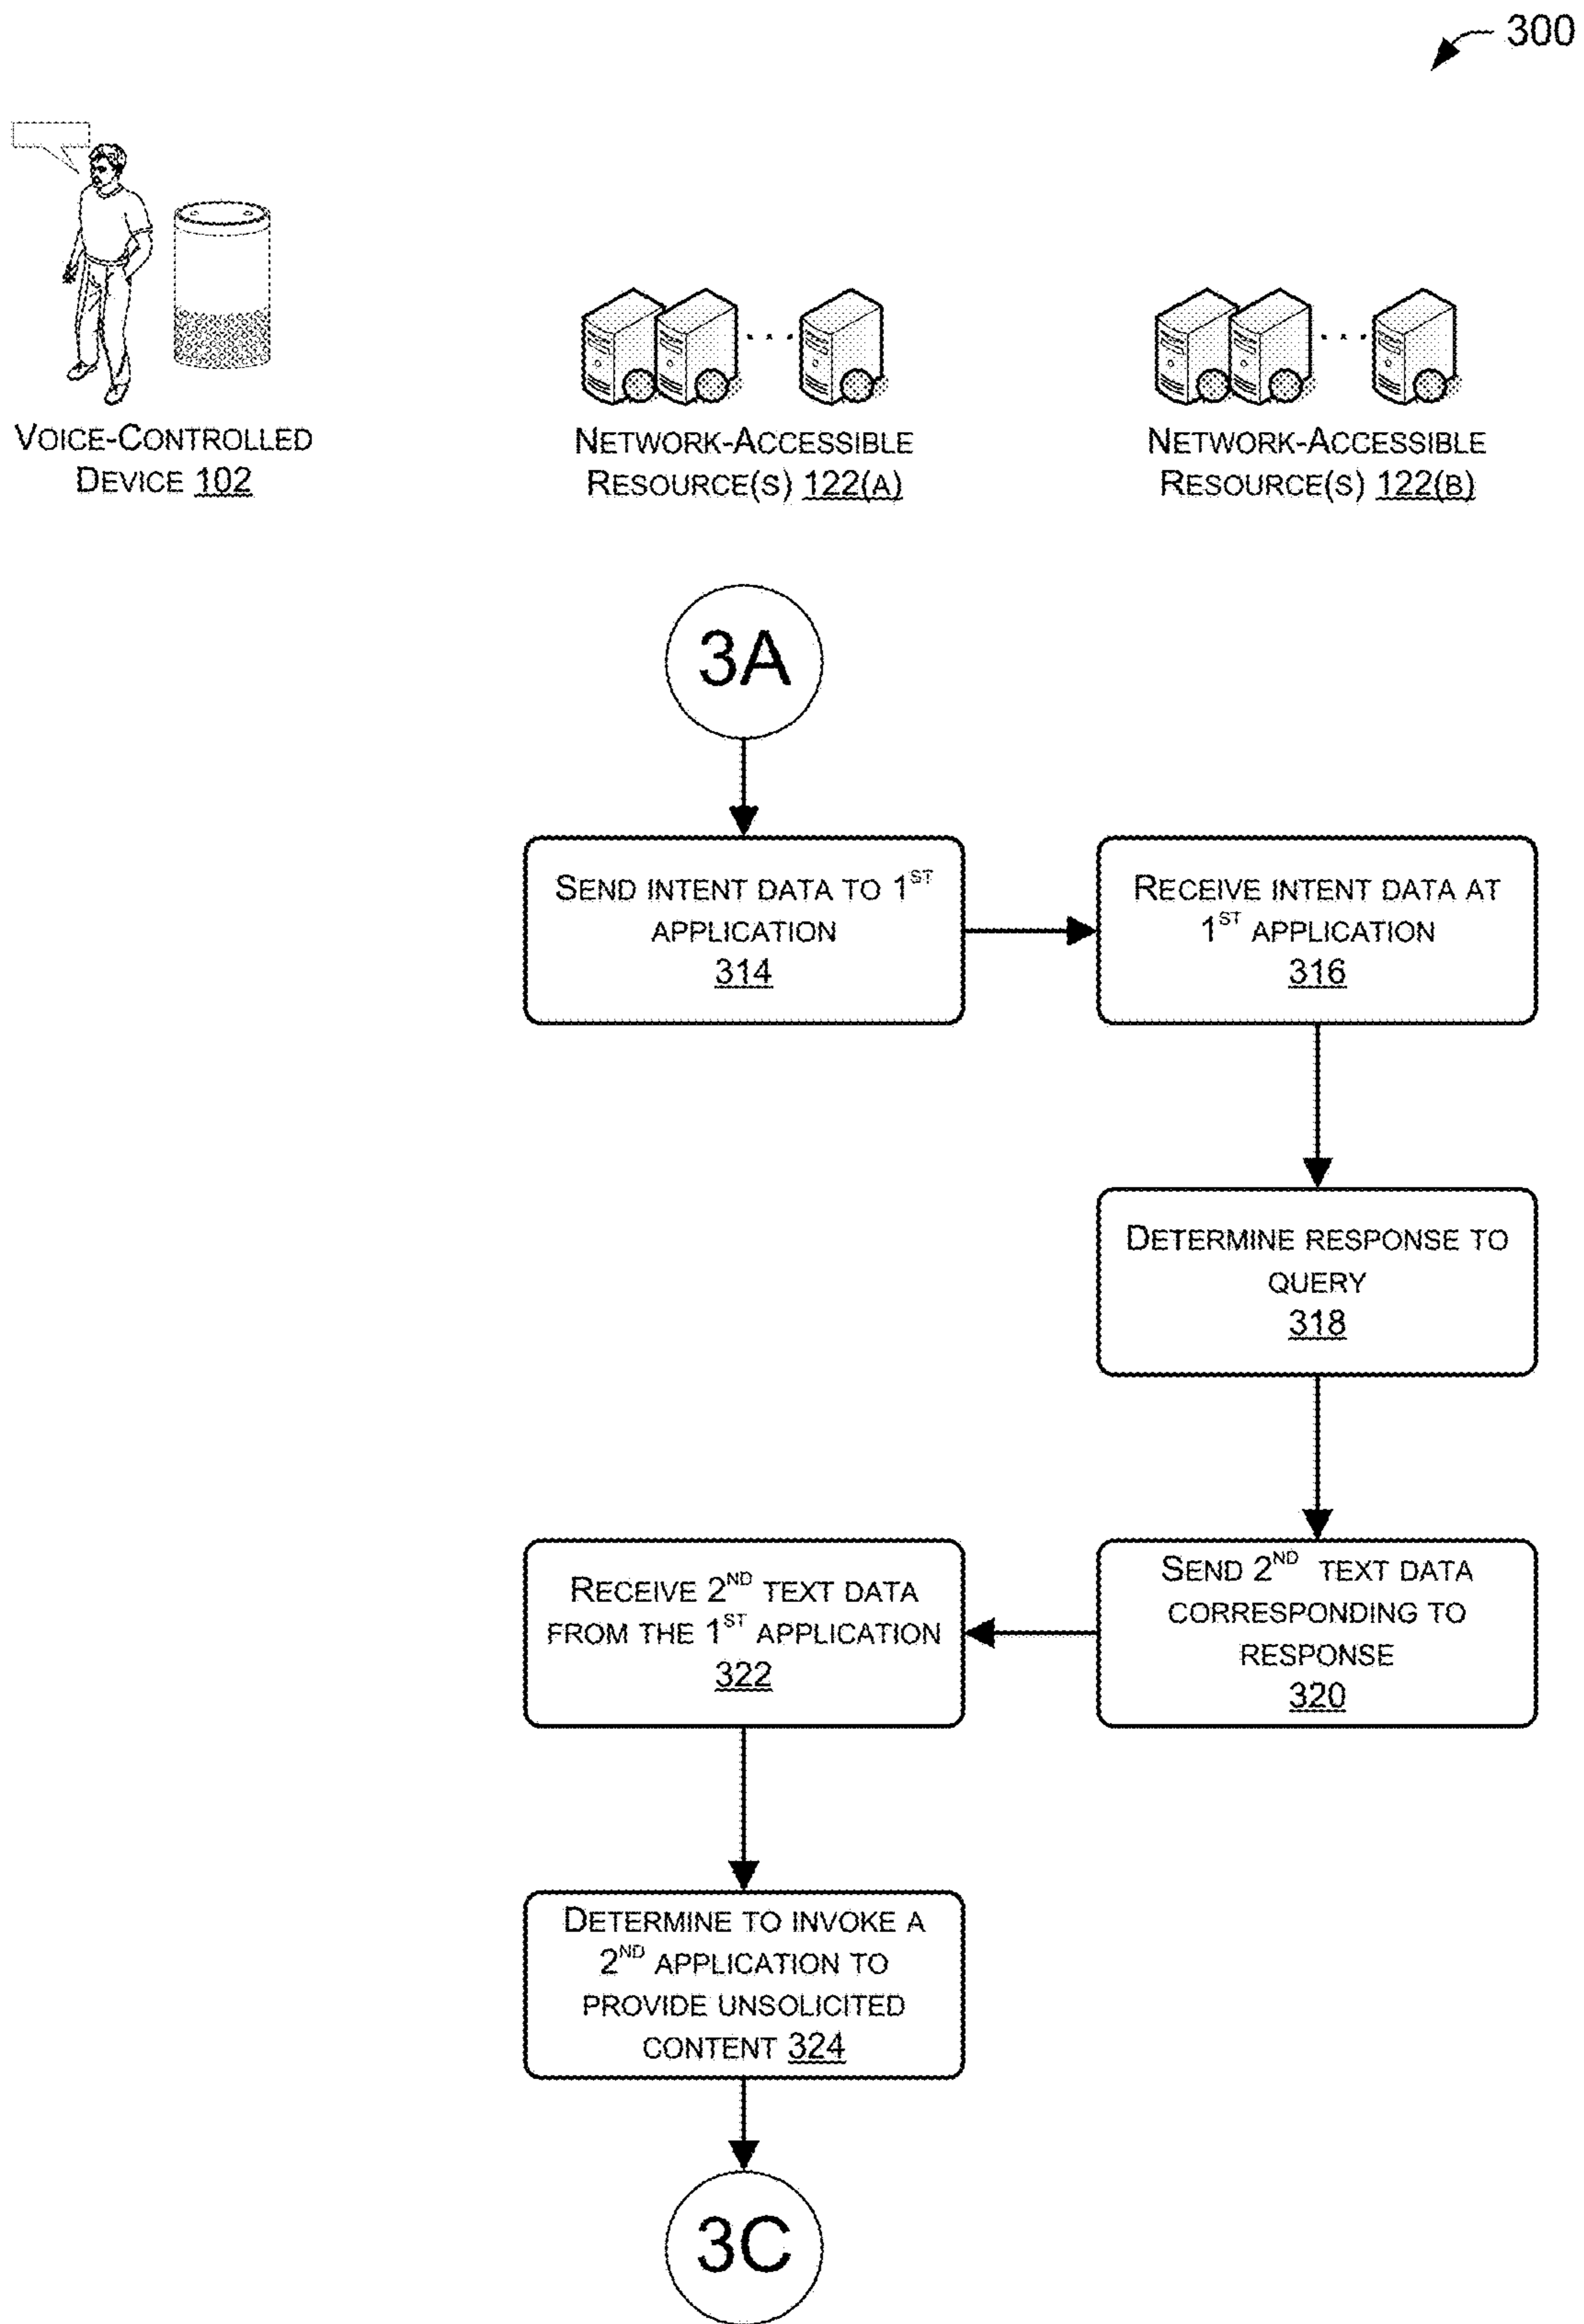 300
Voice-Controlled
Device 102
Network-Accessible
Resource(s) 122(a)
Network-Accessible
Resource(s) 122(b)
3A
Send intent data to 1st
application
314
Receive intent data at
1st application
316
Determine response to
query
318
Send 2nd text data
corresponding to
response
320
Receive 2nd text data
from the 1st application
322
Determine to invoke a
2nd application to
provide unsolicited
content 324
3C